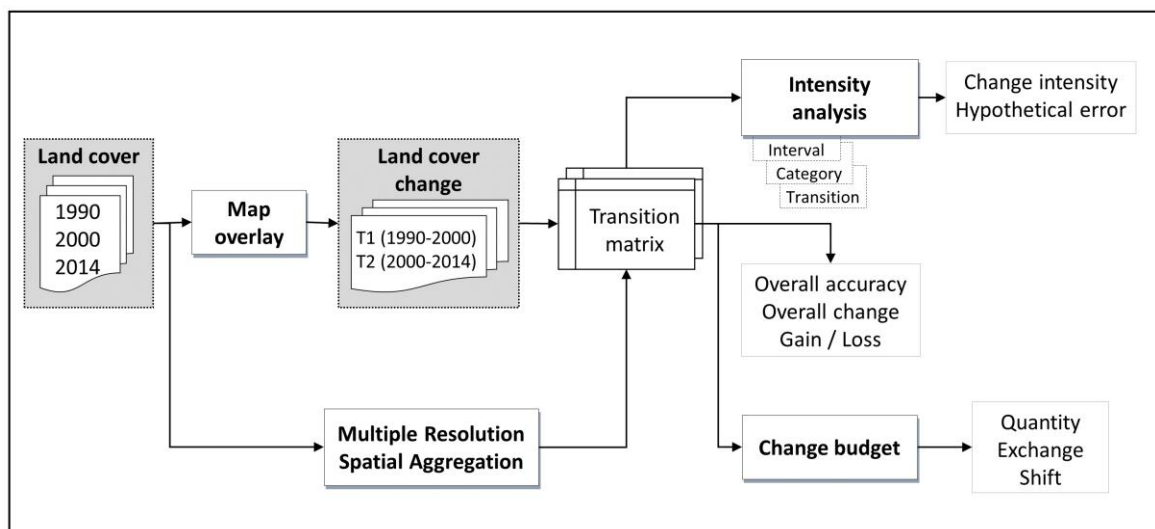 Land cover
1990
2000
2014
Map
overlay
Land cover
change
T1 (1990-2000)
T2 (2000-2014)
Transition
matrix
Intensity
analysis
Interval
Category
Transition
Change intensity
Hypothetical error
Overall accuracy
Overall change
Gain / Loss
Multiple Resolution
Spatial Aggregation
Change budget
Quantity
Exchange
Shift